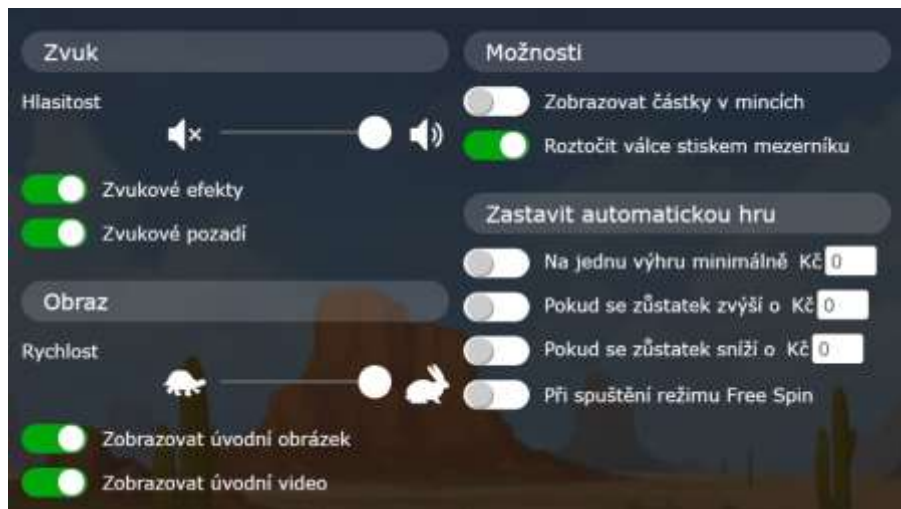 Zvuk
Hlasitost
Zvukové efekty
Zvukové pozadí
Obraz
Rychlost
Zobrazovat úvodní obrázek
Zobrazovat úvodní video
Možnosti
Zobrazovat částky v mincích
Roztočit válce stiskem mezerníku
Zastavit automatickou hru
Na jednu výhru minimálně Kč 0
Pokud se zůstatek zvýší o Kč 0
Pokud se zůstatek sníží o Kč 0
Při spuštění režimu Free Spin